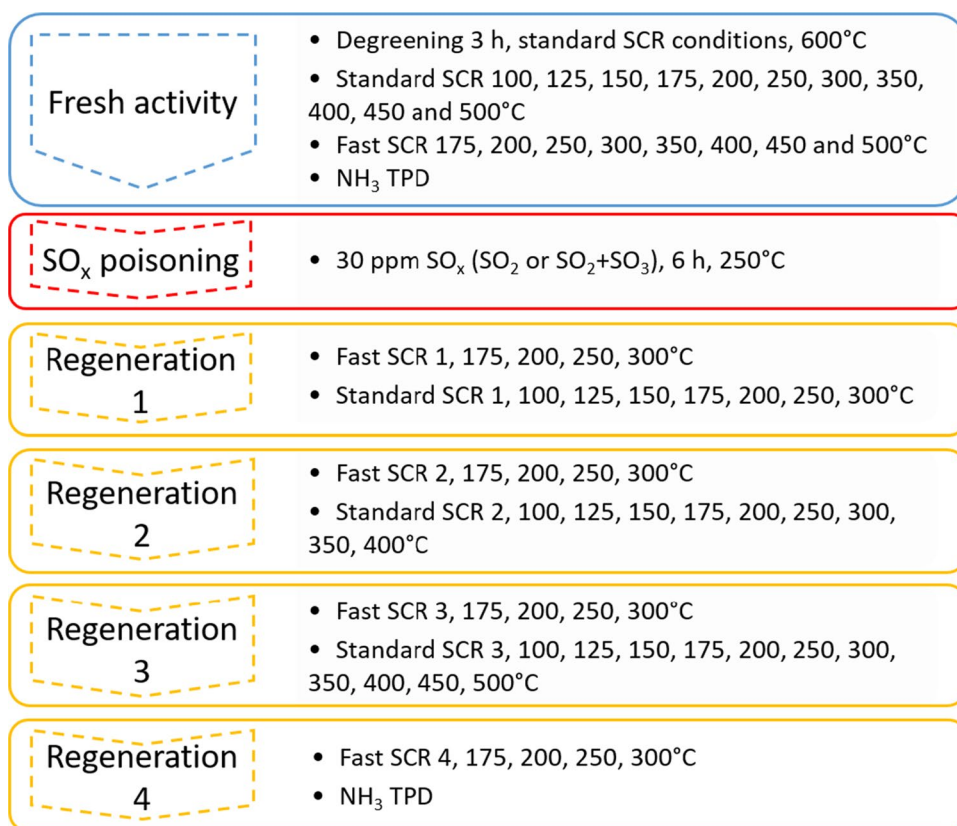 Fresh activity
• Degreening 3 h, standard SCR conditions, 600°C
• Standard SCR 100, 125, 150, 175, 200, 250, 300, 350,
400, 450 and 500°C
• Fast SCR 175, 200, 250, 300, 350, 400, 450 and 500°C
• NH₃ TPD
SOₓ poisoning
• 30 ppm SOₓ (SO₂ or SO₂+SO₃), 6 h, 250°C
Regeneration
1
• Fast SCR 1, 175, 200, 250, 300°C
• Standard SCR 1, 100, 125, 150, 175, 200, 250, 300°C
Regeneration
2
• Fast SCR 2, 175, 200, 250, 300°C
• Standard SCR 2, 100, 125, 150, 175, 200, 250, 300,
350, 400°C
Regeneration
3
• Fast SCR 3, 175, 200, 250, 300°C
• Standard SCR 3, 100, 125, 150, 175, 200, 250, 300,
350, 400, 450, 500°C
Regeneration
4
• Fast SCR 4, 175, 200, 250, 300°C
• NH₃ TPD